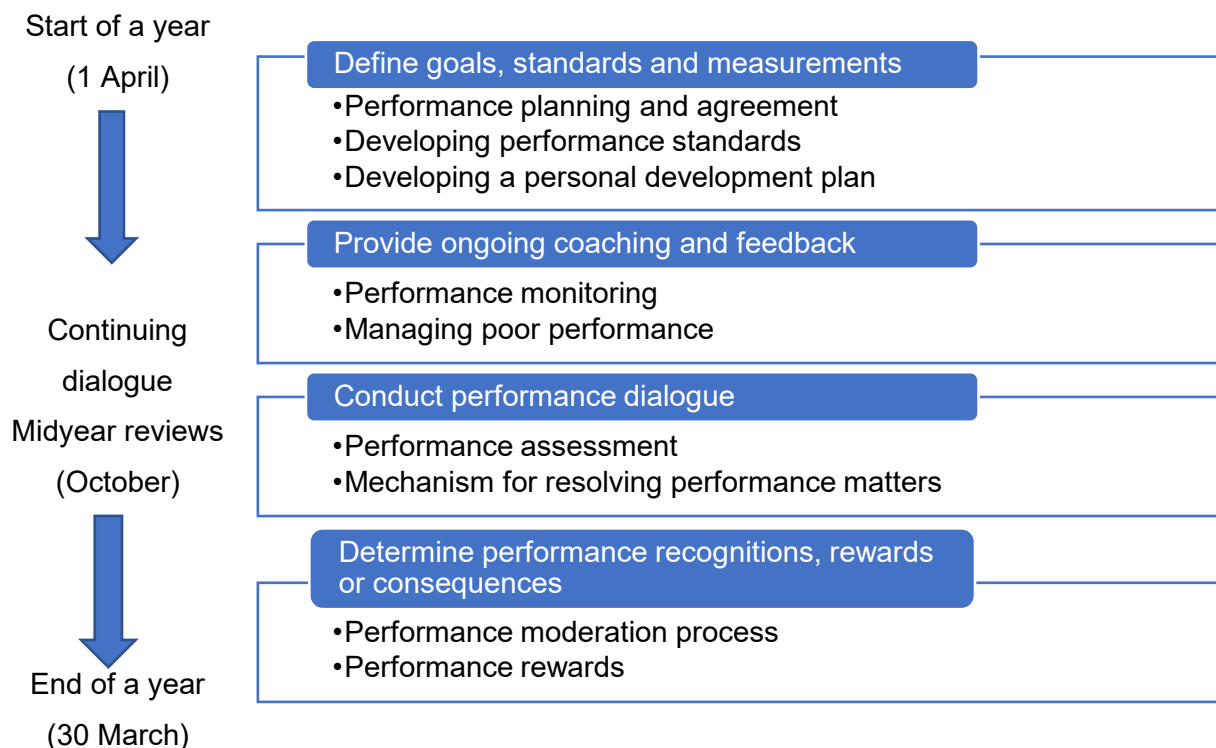 Start of a year
(1 April)
Define goals, standards and measurements
•Performance planning and agreement
•Developing performance standards
•Developing a personal development plan
Provide ongoing coaching and feedback
•Performance monitoring
•Managing poor performance
Continuing
dialogue
Midyear reviews
(October)
Conduct performance dialogue
•Performance assessment
•Mechanism for resolving performance matters
Determine performance recognitions, rewards
or consequences
•Performance moderation process
•Performance rewards
End of a year
(30 March)